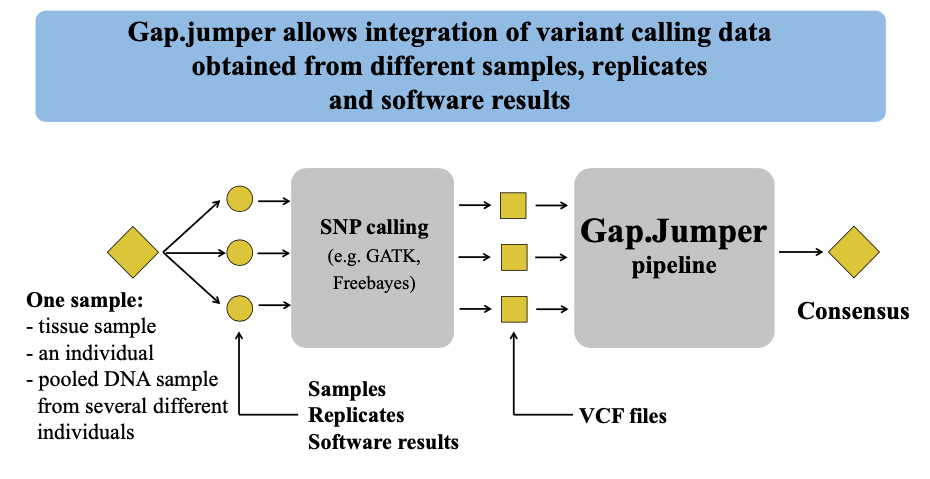 Gap.jumper allows integration of variant calling data
obtained from different samples, replicates
and software results
SNP calling
(e.g. GATK,
Freebayes)
Gap.Jumper
pipeline
One sample:
- tissue sample
- an individual
- pooled DNA sample
from several different
individuals
Samples
Replicates
Software results
VCF files
Consensus